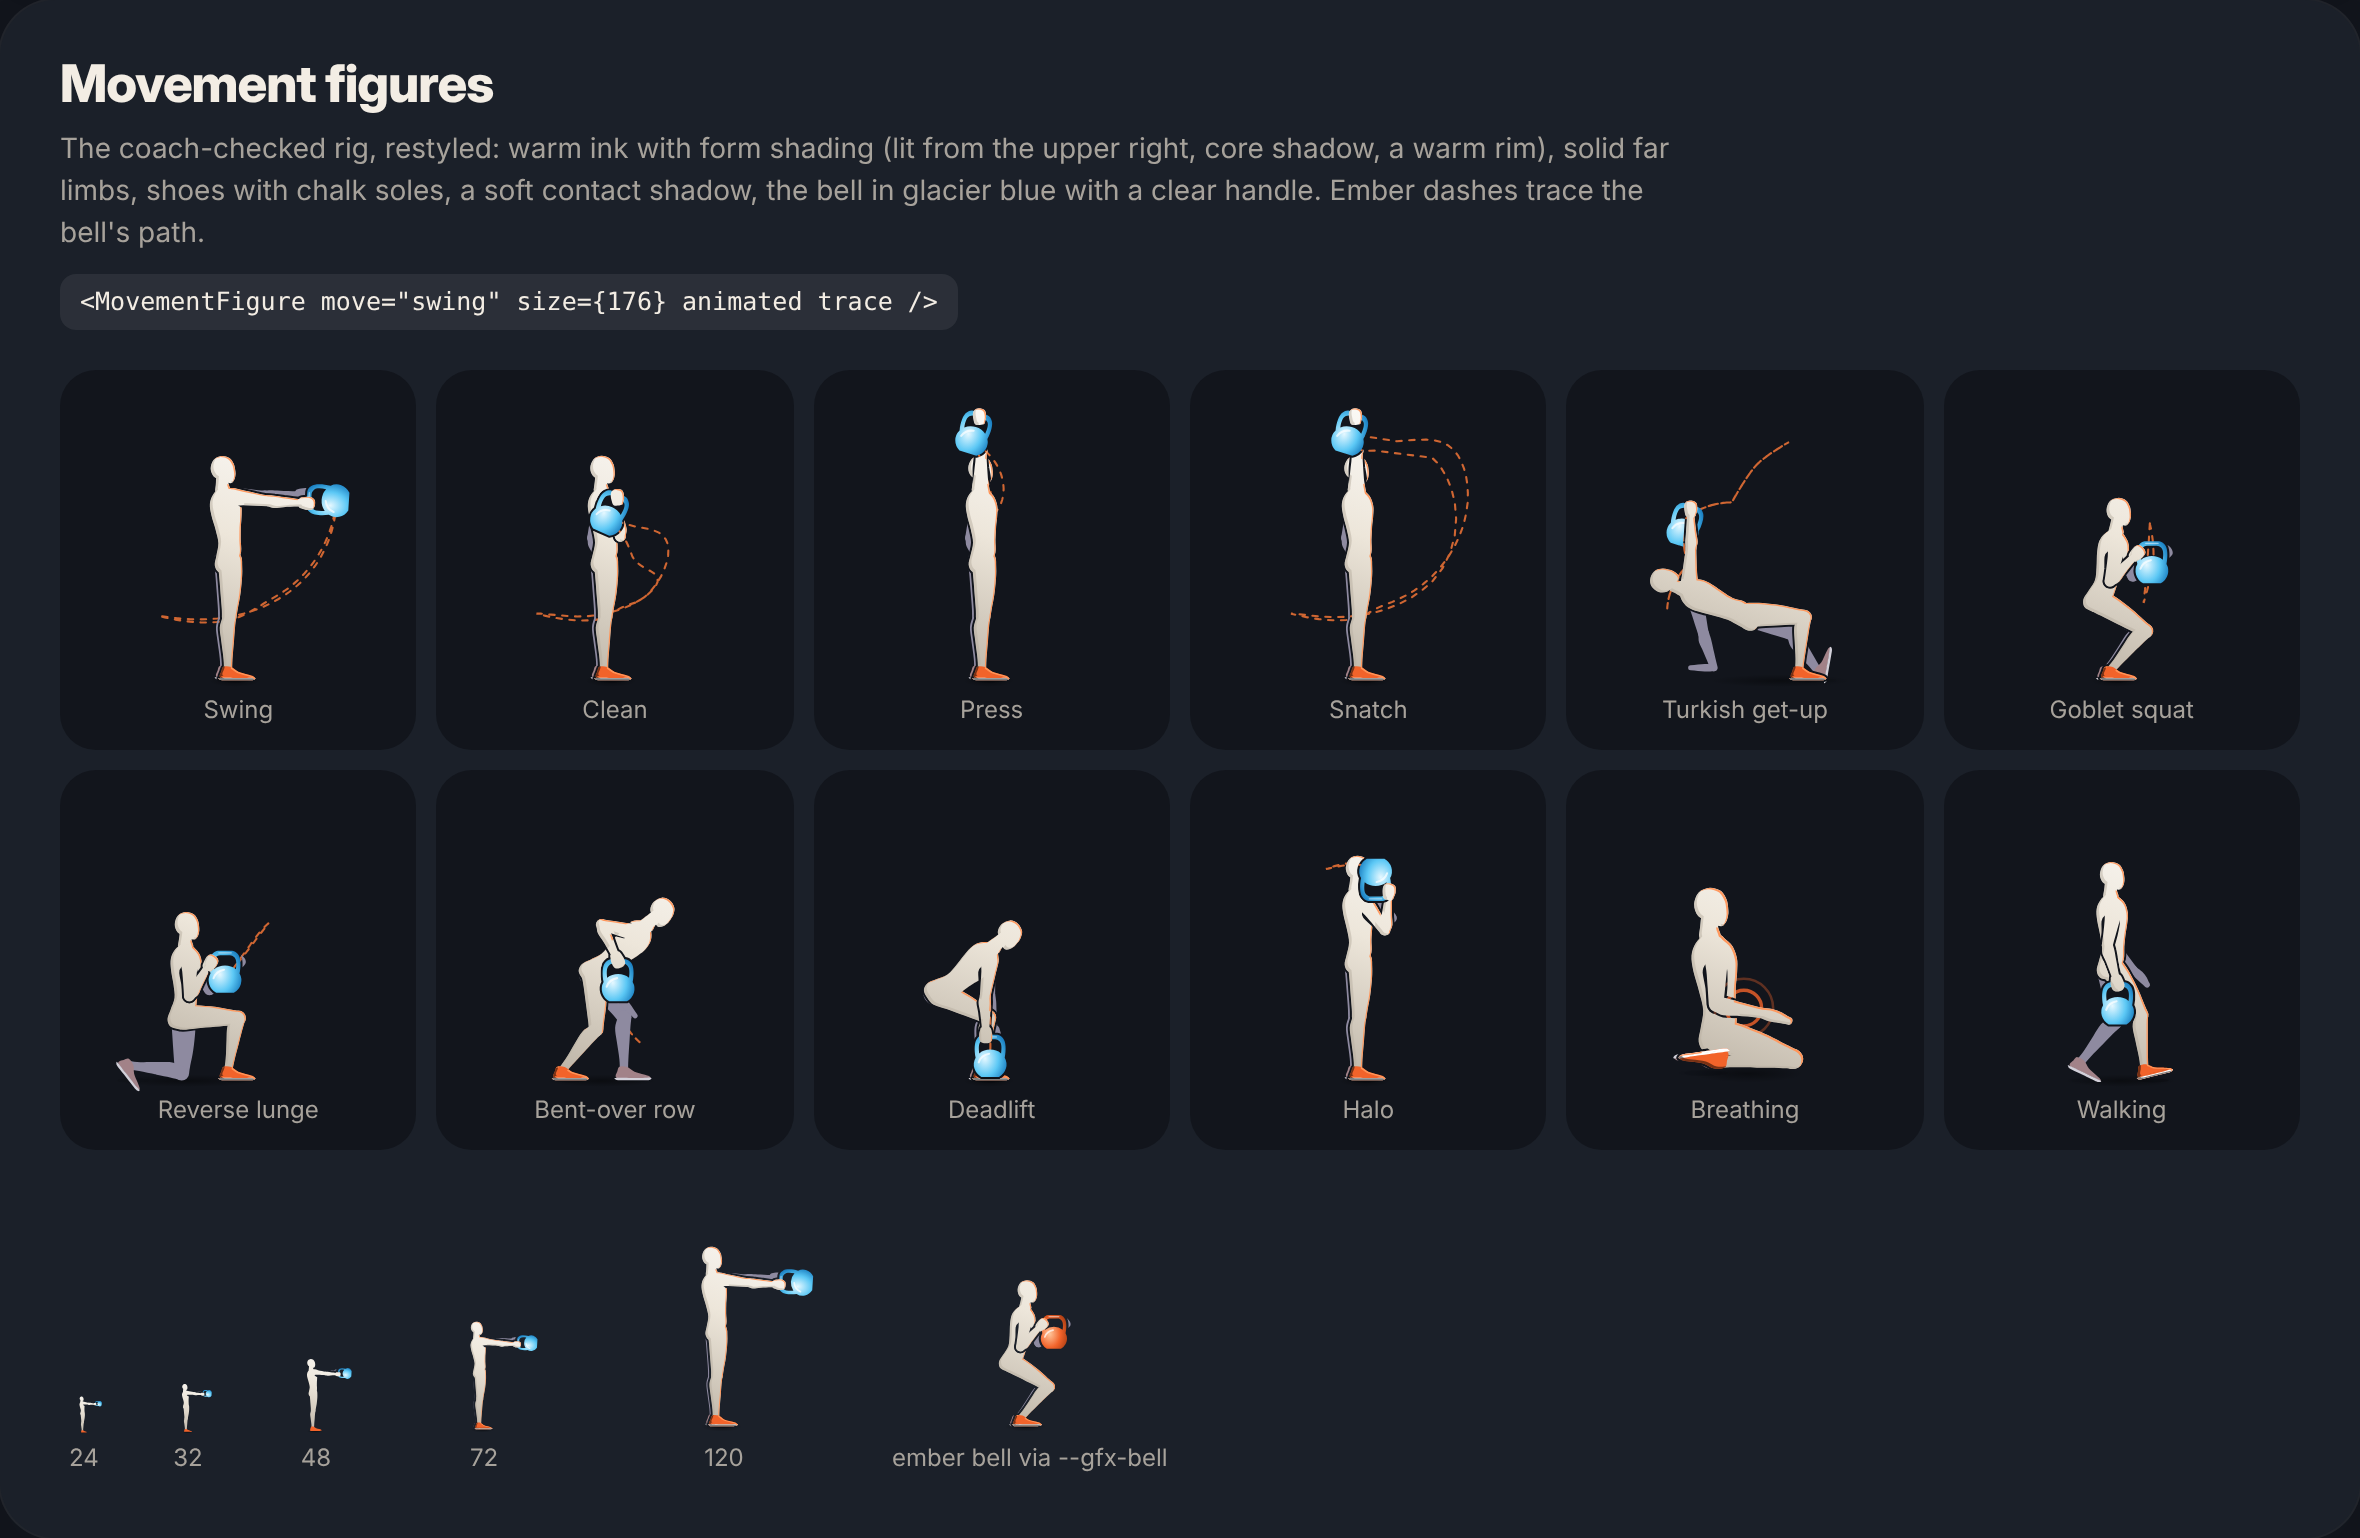 Movement figures
The coach-checked rig, restyled: warm ink with form shading (lit from the upper right, core shadow, a warm rim), solid far
limbs, shoes with chalk soles, a soft contact shadow, the bell in glacier blue with a clear handle. Ember dashes trace the
bell's path.
<MovementFigure move="swing" size={176} animated trace />
Swing
Clean
Press
Snatch
Turkish get-up
Goblet squat
Reverse lunge
Bent-over row
Deadlift
Halo
Breathing
Walking
24
32
48
72
120
ember bell via --gfx-bell